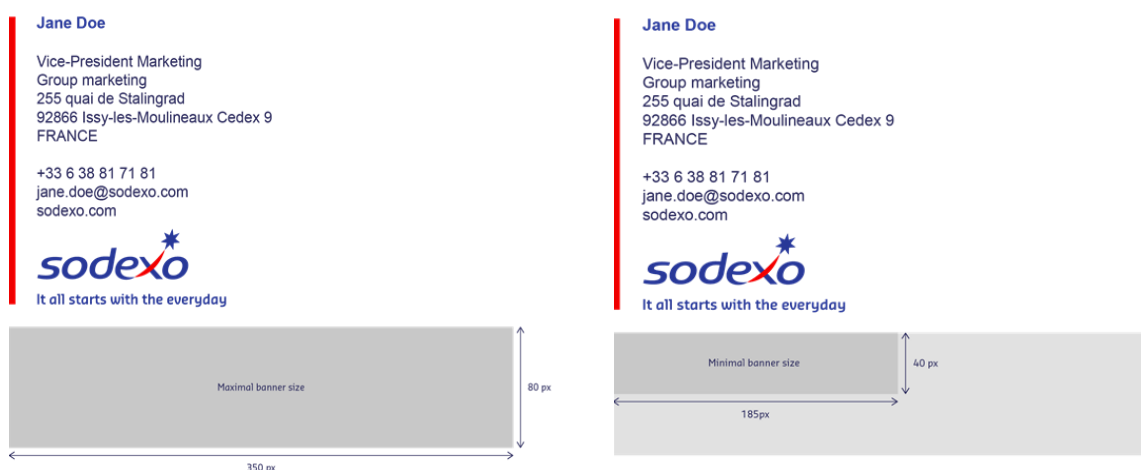 Jane Doe
Vice-President Marketing
Group marketing
255 quai de Stalingrad
92866 Issy-les-Moulineaux Cedex 9
FRANCE
+33 6 38 81 71 81
jane.doe@sodexo.com
sodexo.com
sodexo
It all starts with the everyday
Maximal banner size
80 px
350 px
Jane Doe
Vice-President Marketing
Group marketing
255 quai de Stalingrad
92866 Issy-les-Moulineaux Cedex 9
FRANCE
+33 6 38 81 71 81
jane.doe@sodexo.com
sodexo.com
sodexo
It all starts with the everyday
Minimal banner size
40 px
185px